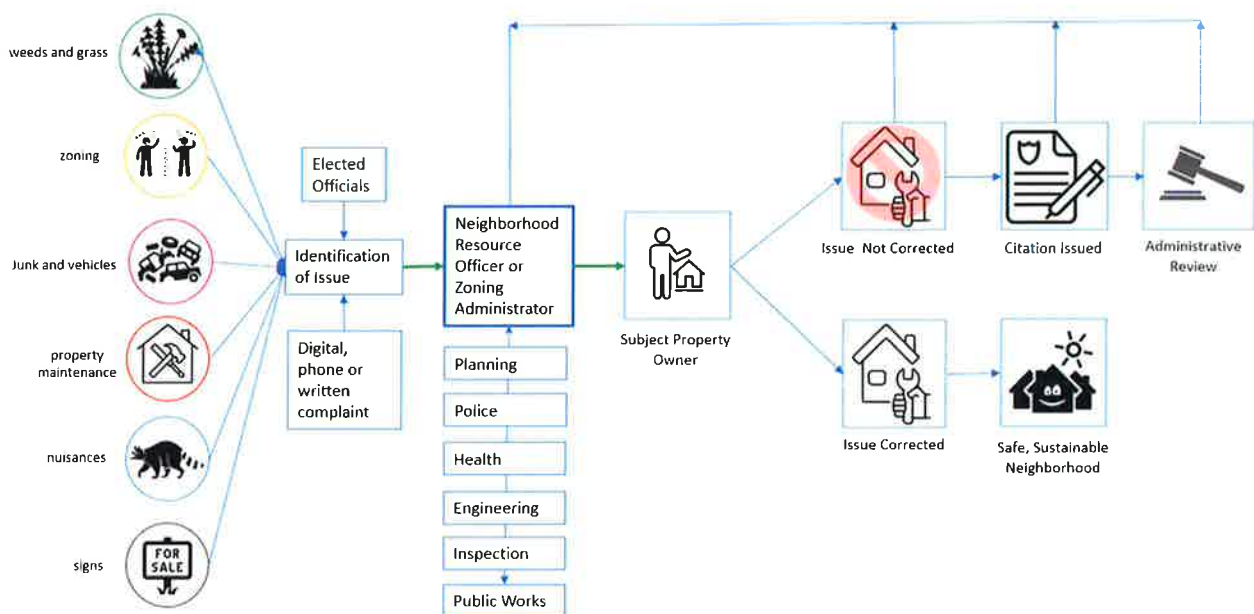 weeds and grass
zoning
Junk and vehicles
property
maintenance
nuisances
signs
FOR
SALE
Elected
Officials
Identification
of Issue
Digital,
phone or
written
complaint
Neighborhood
Resource
Officer or
Zoning
Administrator
Planning
Police
Health
Engineering
Inspection
Public Works
Subject Property
Owner
Issue Not Corrected
Citation Issued
Administrative
Review
Issue Corrected
Safe, Sustainable
Neighborhood